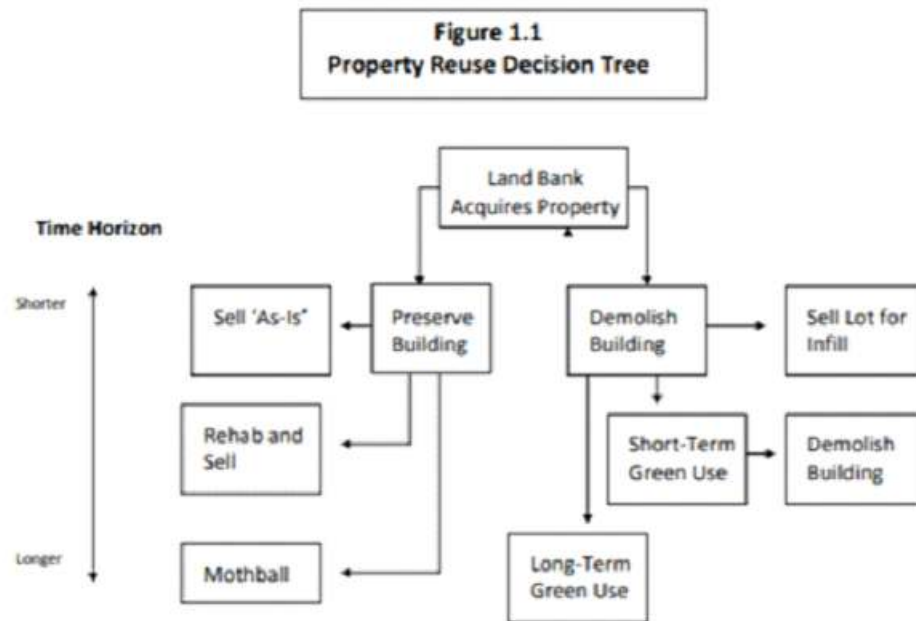 Figure 1.1
Property Reuse Decision Tree
Land Bank
Acquires Property
Time Horizon
Shorter
Sell ‘As-Is”
Preserve
Building
Demolish
Building
Sell Lot for
Infill
Rehab and
Sell
Short-Term
Green Use
Demolish
Building
Longer
Mothball
Long-Term
Green Use